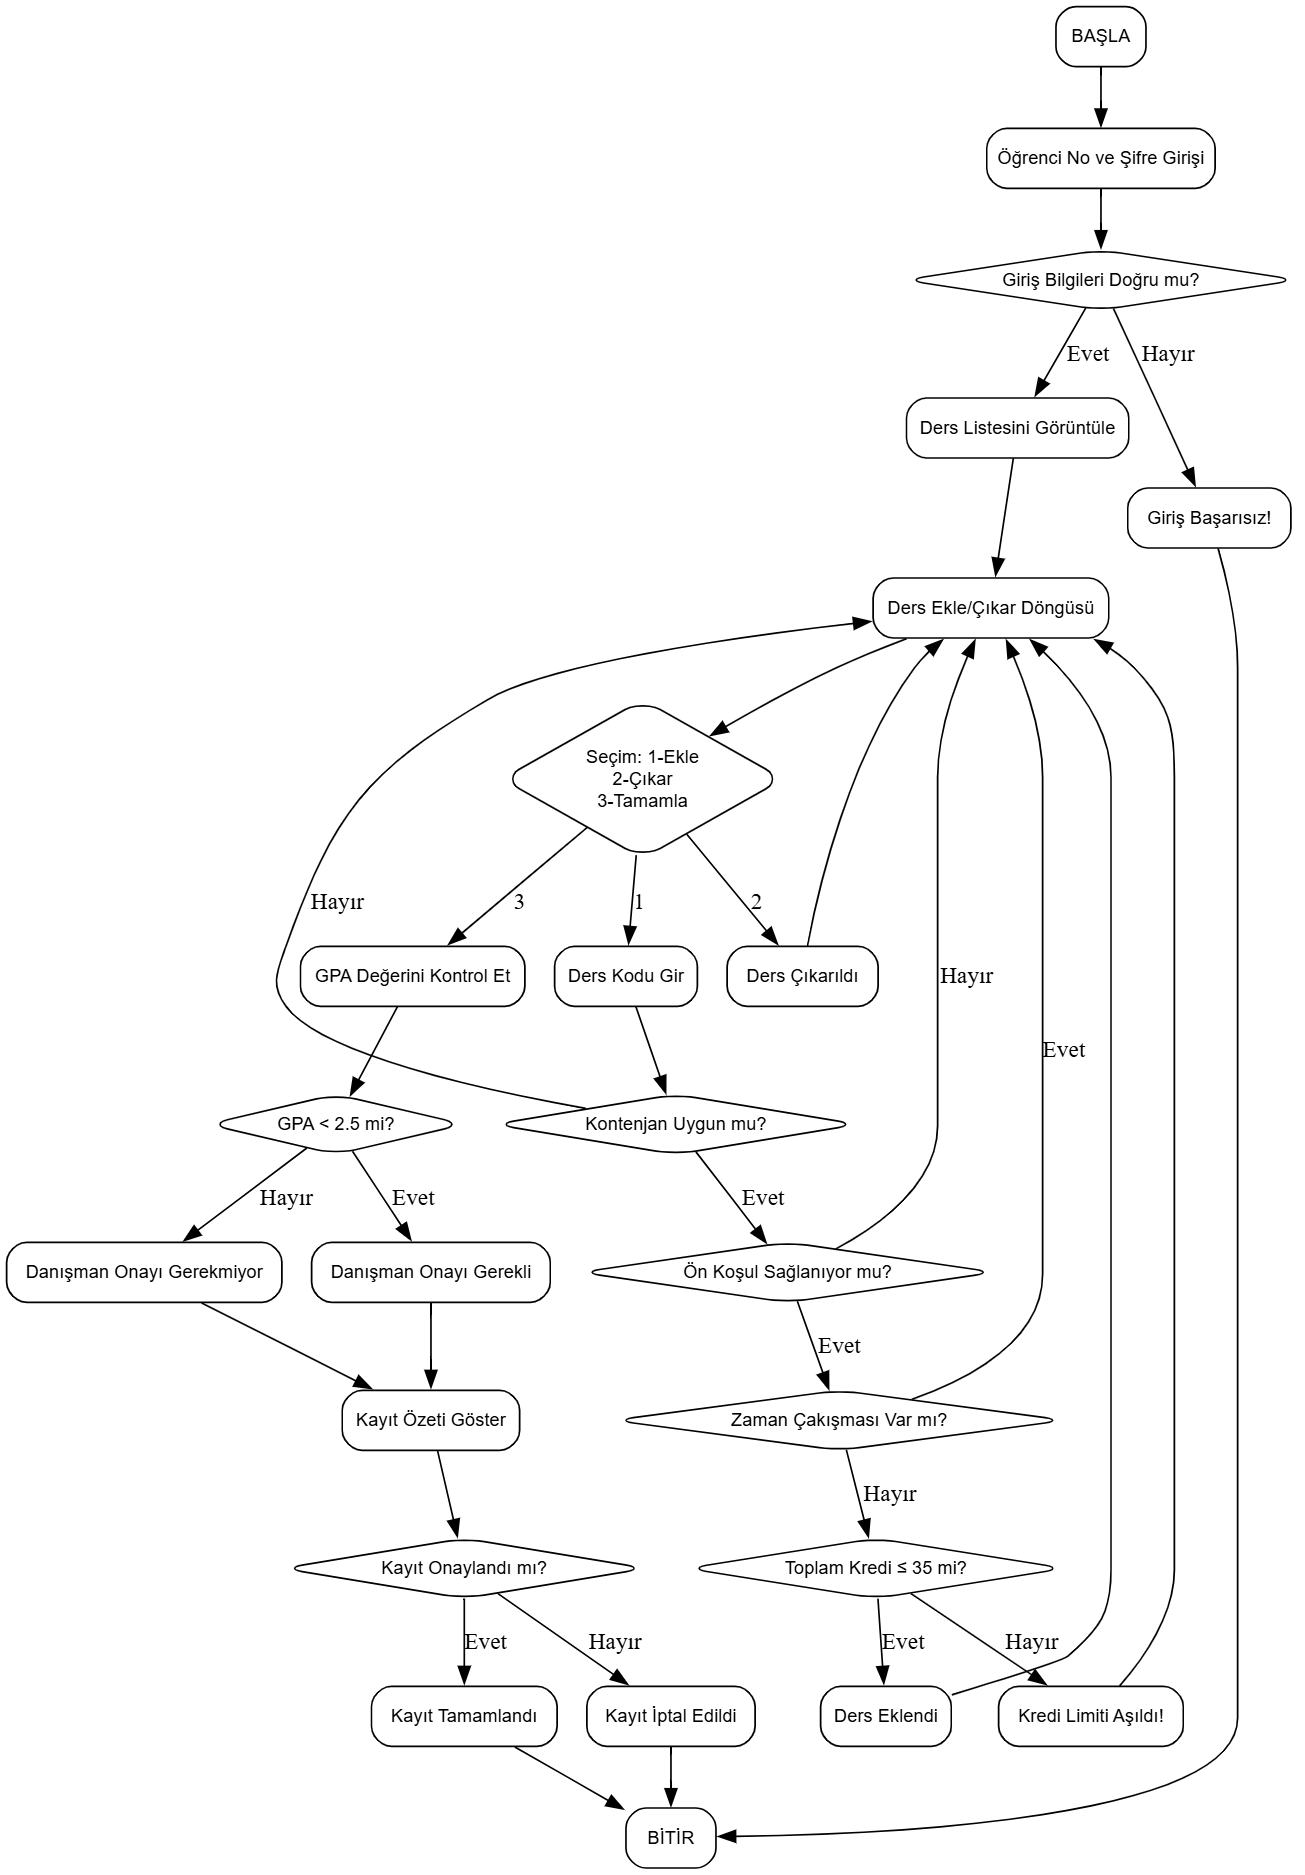 BAŞLA
Öğrenci No ve Şifre Girişi
Giriş Bilgileri Doğru mu?
Evet
Hayır
Ders Listesini Görüntüle
Giriş Başarısız!
Ders Ekle/Çıkar Döngüsü
Seçim: 1-Ekle
2-Çıkar
3-Tamamla
Hayır
3
1
2
GPA Değerini Kontrol Et
Ders Kodu Gir
Ders Çıkarıldı
Hayır
Evet
GPA < 2.5 mi?
Kontenjan Uygun mu?
Hayır
Evet
Evet
Danışman Onayı Gerekmiyor
Danışman Onayı Gerekli
Ön Koşul Sağlanıyor mu?
Evet
Kayıt Özeti Göster
Zaman Çakışması Var mı?
Hayır
Kayıt Onaylandı mı?
Toplam Kredi ≤ 35 mi?
Evet
Hayır
Evet
Hayır
Kayıt Tamamlandı
Kayıt İptal Edildi
Ders Eklendi
Kredi Limiti Aşıldı!
BİTİR